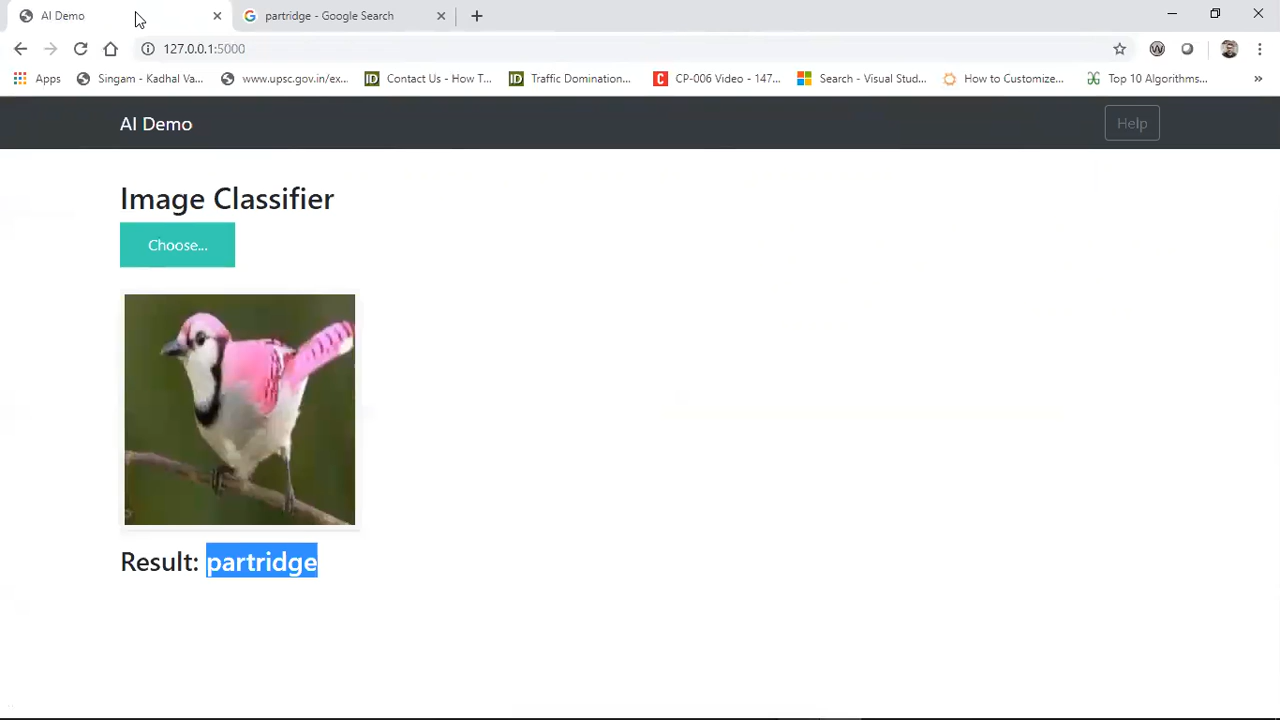 AI Demo
partridge - Google Search
127.0.0.1:5000
Apps
Singam - Kadhal Va...
www.upsc.gov.in/ex...
ID Contact Us - How T...
ID Traffic Domination...
C CP-006 Video - 147...
Search - Visual Stud...
How to Customize...
Top 10 Algorithms...
»
AI Demo
Help
Image Classifier
Choose...
Result: partridge